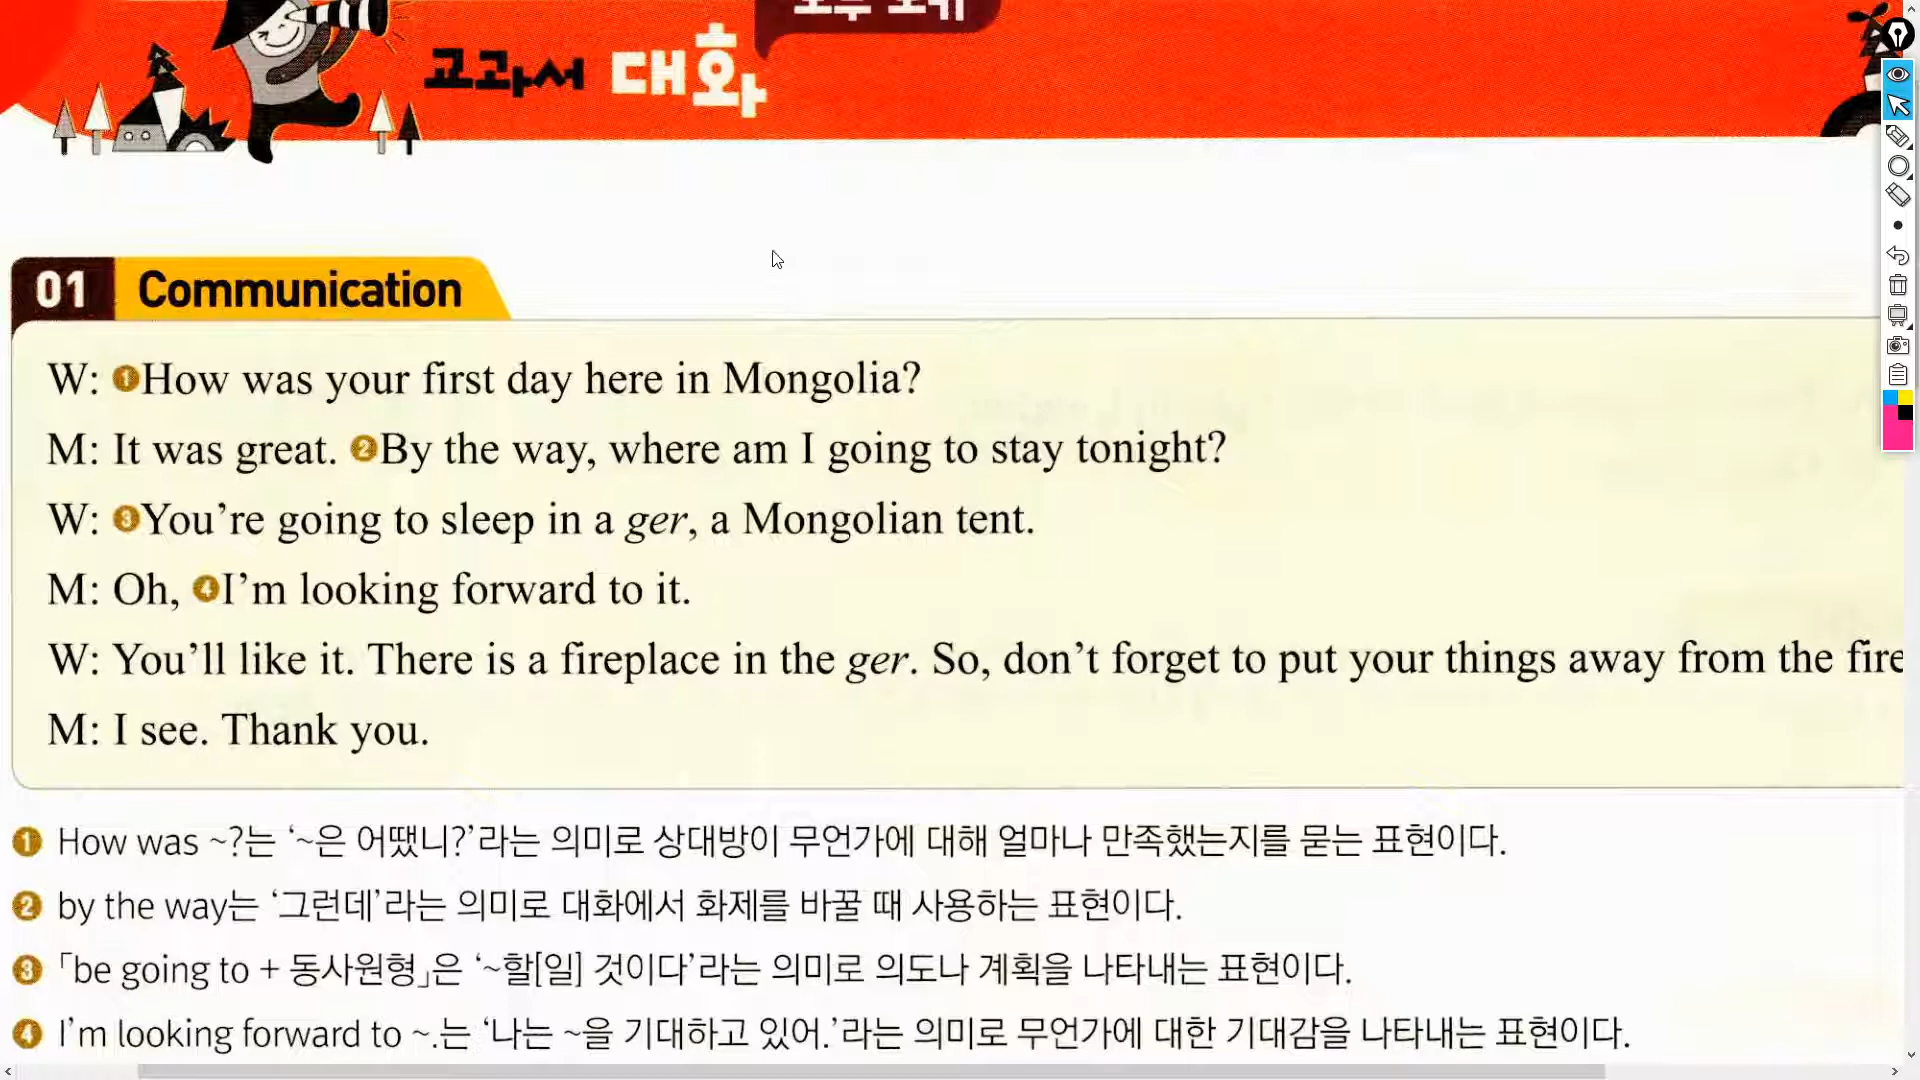 교과서 대화
01 Communication
W: ❶How was your first day here in Mongolia?
M: It was great. ❷By the way, where am I going to stay tonight?
W: ❸You're going to sleep in a ger, a Mongolian tent.
M: Oh, ❹I'm looking forward to it.
W: You'll like it. There is a fireplace in the ger. So, don't forget to put your things away from the fire
M: I see. Thank you.
❶ How was ~?는 ‘~은 어땠니?’라는 의미로 상대방이 무언가에 대해 얼마나 만족했는지를 묻는 표현이다.
❷ by the way는 ‘그런데’라는 의미로 대화에서 화제를 바꿀 때 사용하는 표현이다.
❸ 「be going to + 동사원형」은 ‘~할[일] 것이다’라는 의미로 의도나 계획을 나타내는 표현이다.
❹ I'm looking forward to ~.는 ‘나는 ~을 기대하고 있어.’라는 의미로 무언가에 대한 기대감을 나타내는 표현이다.